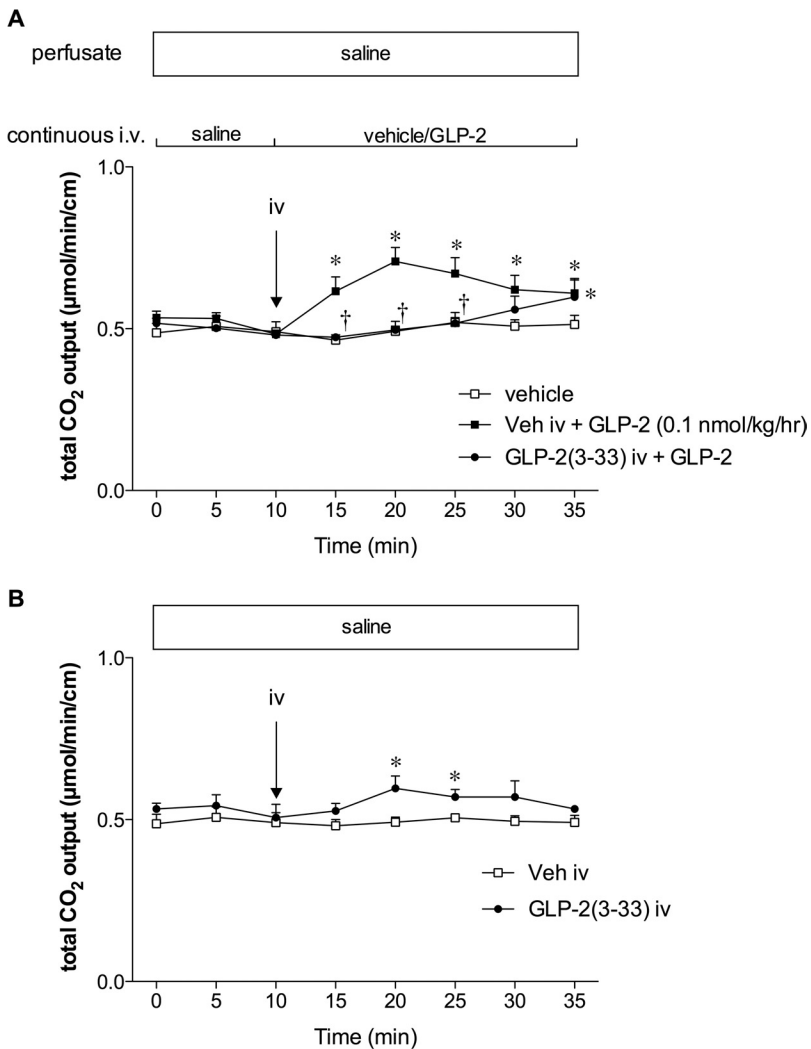 A
perfusate
saline
continuous i.v.
saline
vehicle/GLP-2
1.0
iv
*
*
*
*
*
*
†
†
†
0.5
total CO2 output (μmol/min/cm)
vehicle
Veh iv + GLP-2 (0.1 nmol/kg/hr)
GLP-2(3-33) iv + GLP-2
0.0
0 5 10 15 20 25 30 35
Time (min)
B
saline
1.0
iv
*
*
0.5
total CO2 output (μmol/min/cm)
Veh iv
GLP-2(3-33) iv
0.0
0 5 10 15 20 25 30 35
Time (min)